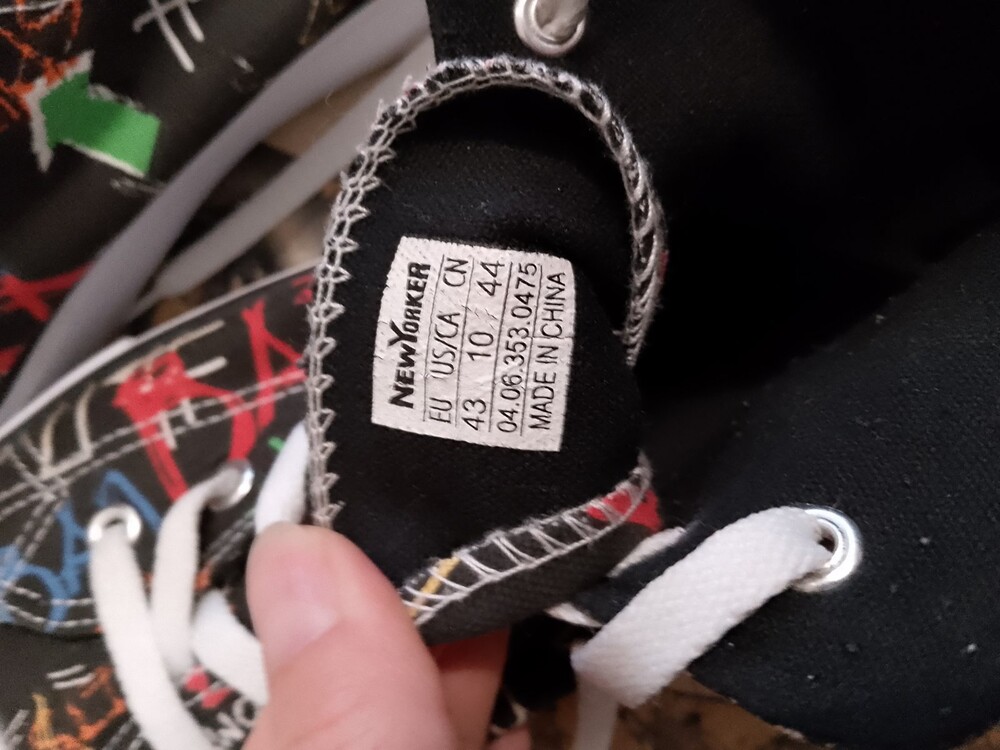 NEWYORKER
EU US/CA CN
43 10 44
04.06.353.0475
MADE IN CHINA